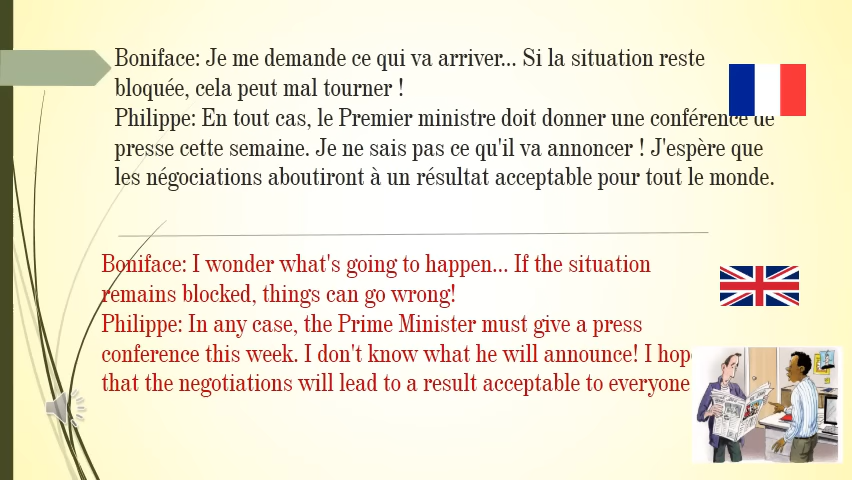 Boniface: Je me demande ce qui va arriver... Si la situation reste
bloquée, cela peut mal tourner !
Philippe: En tout cas, le Premier ministre doit donner une conférence de
presse cette semaine. Je ne sais pas ce qu'il va annoncer ! J'espère que
les négociations aboutiront à un résultat acceptable pour tout le monde.
Boniface: I wonder what's going to happen... If the situation
remains blocked, things can go wrong!
Philippe: In any case, the Prime Minister must give a press
conference this week. I don't know what he will announce! I hope
that the negotiations will lead to a result acceptable to everyone